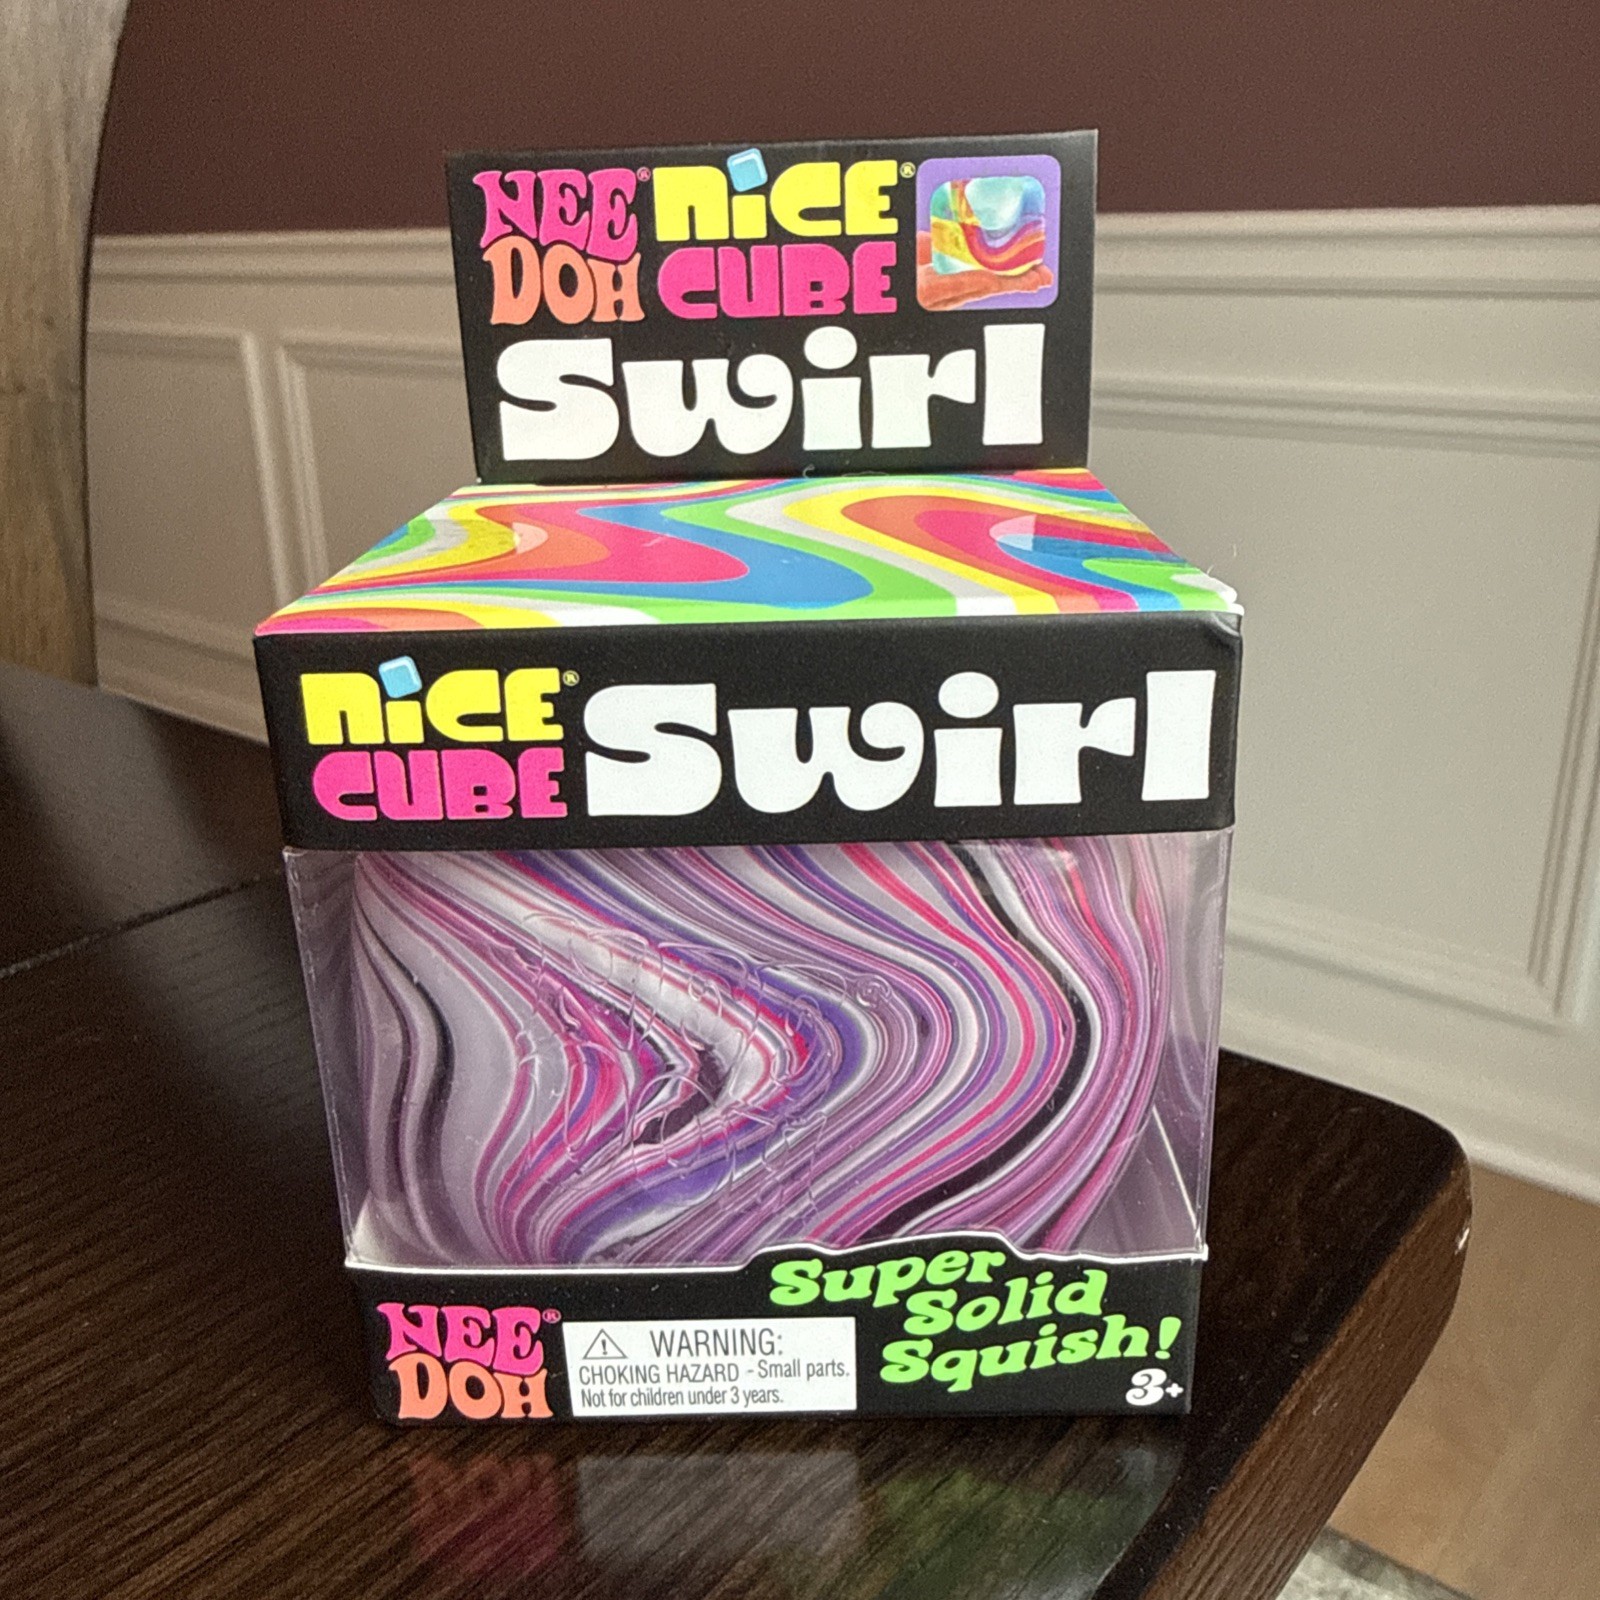 NEE® NiCE®
DOH CUBE
Swirl
NiCE® Swirl
CUBE
Super
Solid
Squish!
3+
NEE®
DOH
WARNING:
CHOKING HAZARD - Small parts.
Not for children under 3 years.